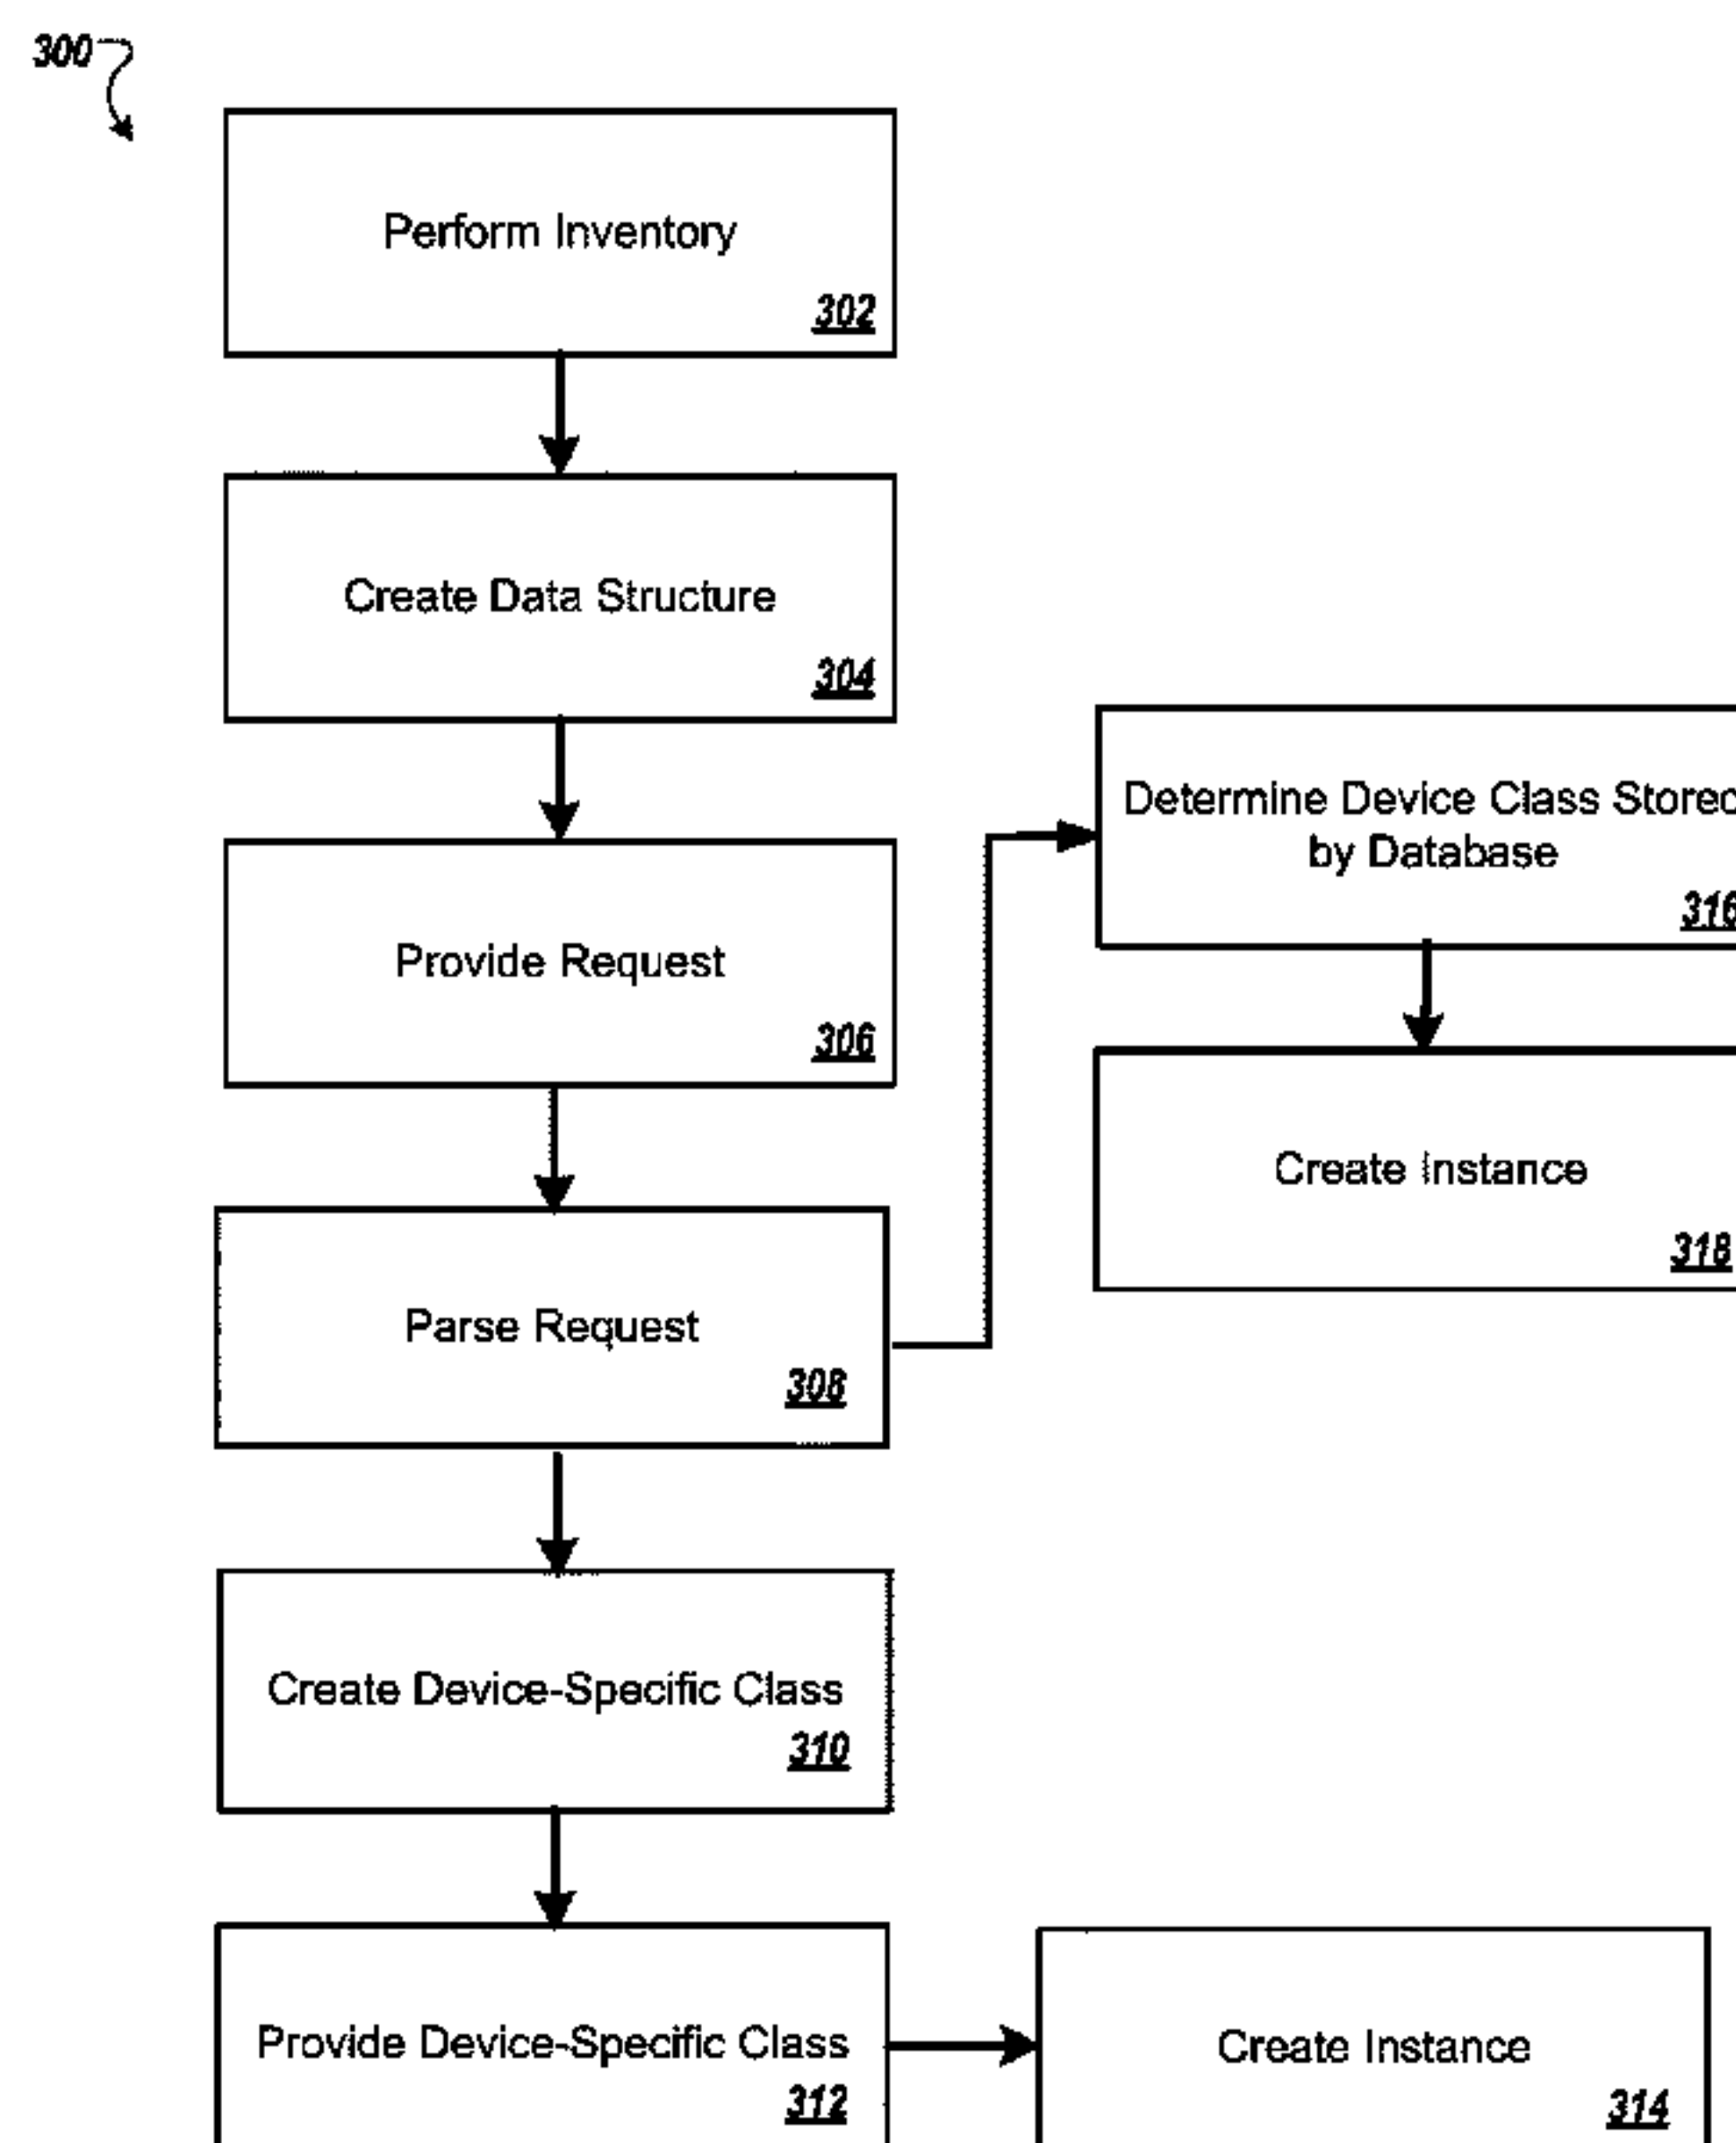 300
Perform Inventory
302
Create Data Structure
304
Provide Request
306
Parse Request
308
Create Device-Specific Class
310
Provide Device-Specific Class
312
Create Instance
314
Determine Device Class Stored
by Database
316
Create Instance
318